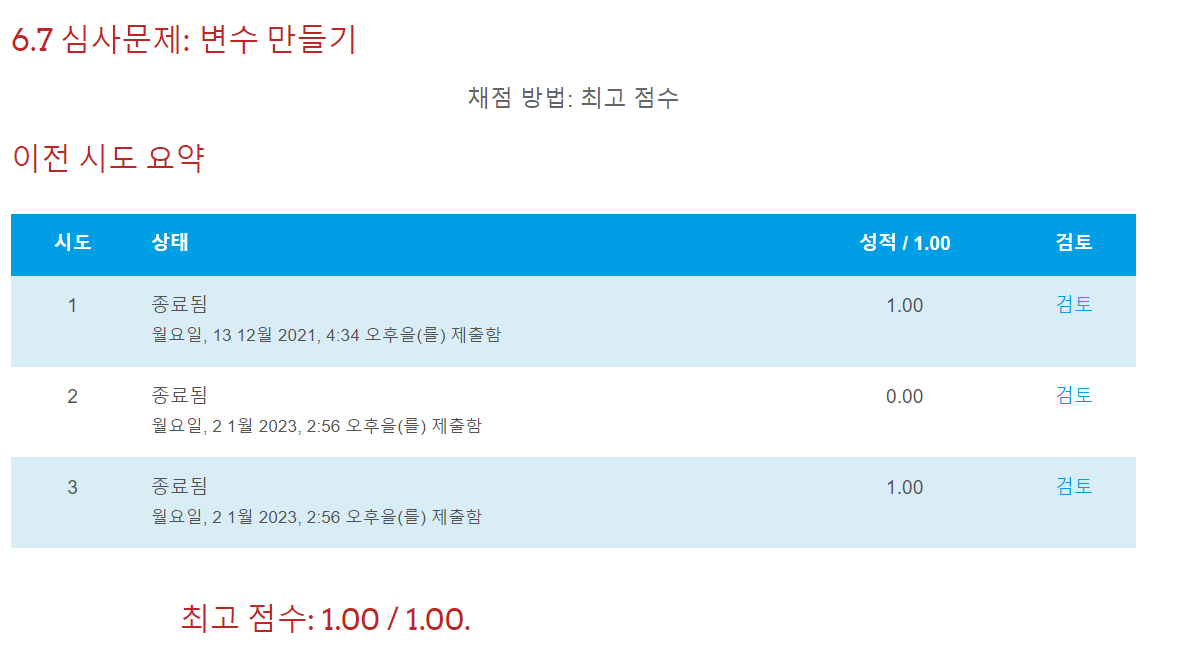 6.7 심사문제: 변수 만들기
채점 방법: 최고 점수
이전 시도 요약
시도 상태 성적 / 1.00 검토
1 종료됨 1.00 검토
월요일, 13 12월 2021, 4:34 오후을(를) 제출함
2 종료됨 0.00 검토
월요일, 2 1월 2023, 2:56 오후을(를) 제출함
3 종료됨 1.00 검토
월요일, 2 1월 2023, 2:56 오후을(를) 제출함
최고 점수: 1.00 / 1.00.